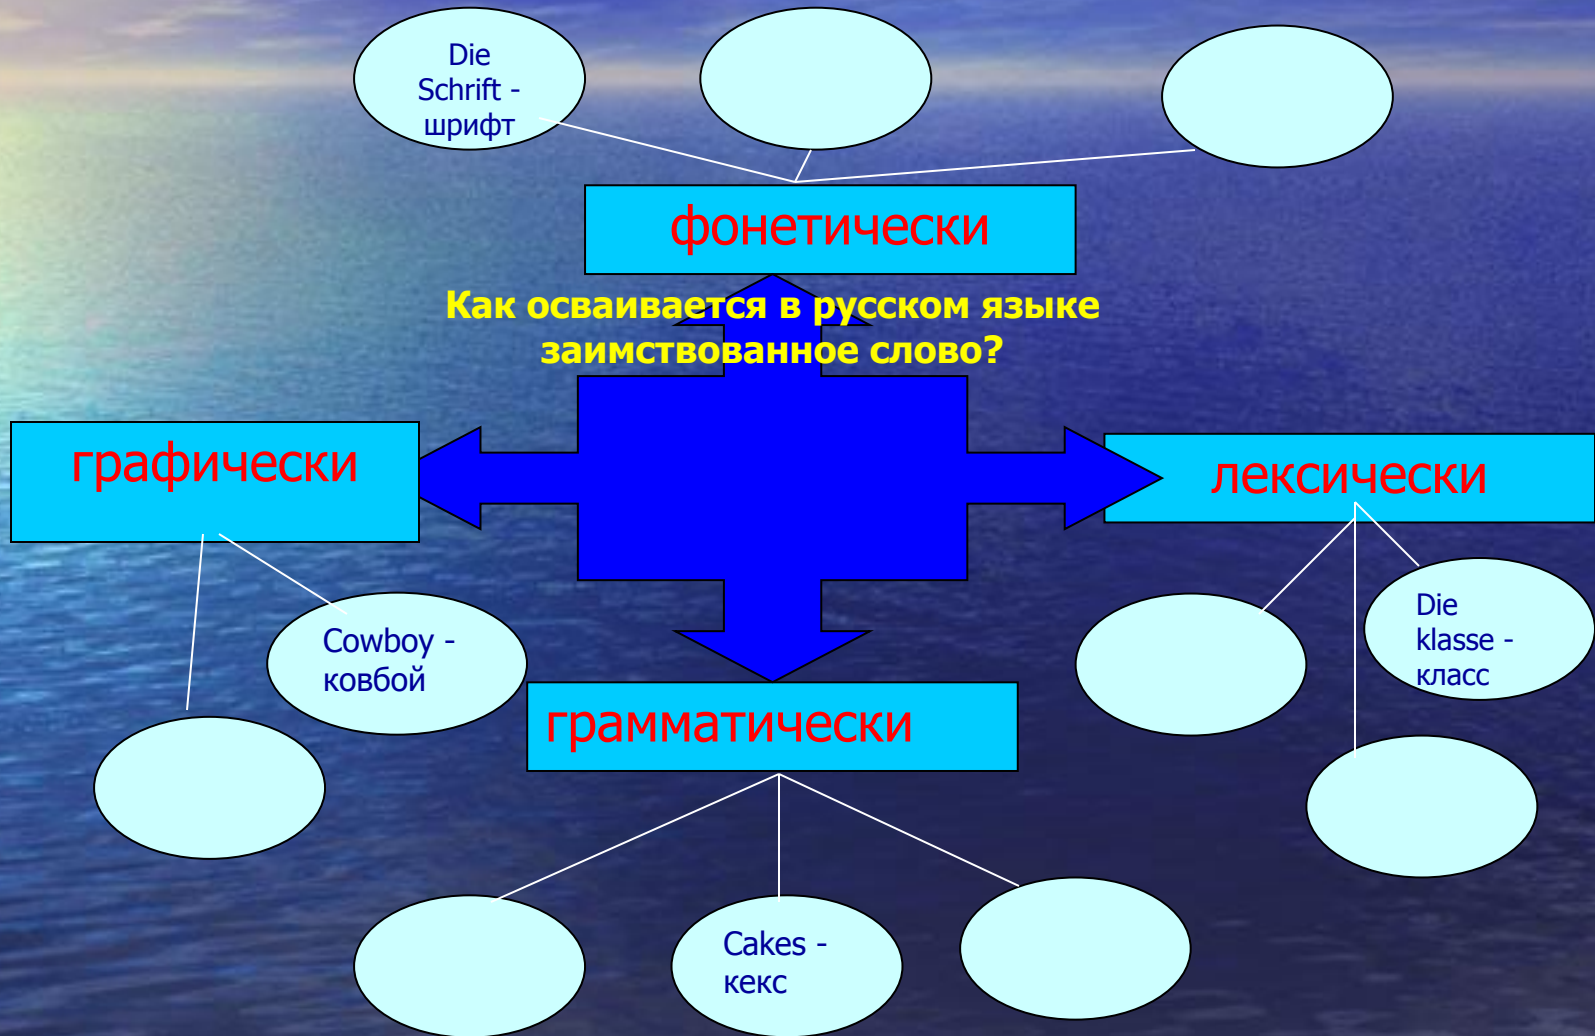 Die
Schrift -
шрифт
фонетически
Как осваивается в русском языке
заимствованное слово?
графически
лексически
Cowboy -
ковбой
Die
klasse -
класс
грамматически
Cakes -
кекс